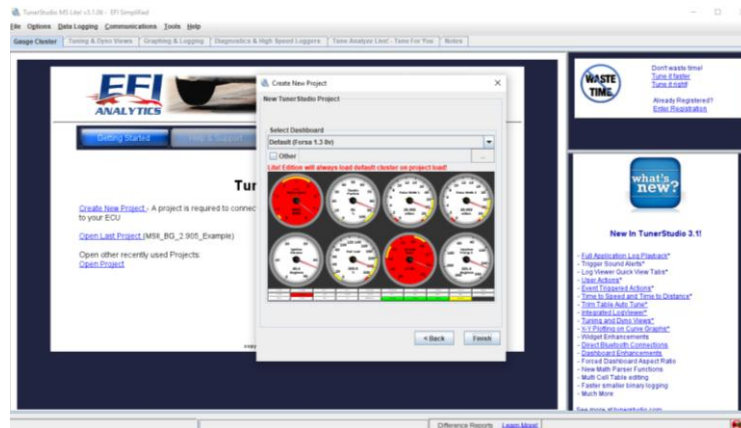 TunerStudio MS Lite! v3.1.06 - EFI Simplified
File Options Data Logging Communications Tools Help
Gauge Cluster Tuning & Dyno Views Graphing & Logging Diagnostics & High Speed Loggers Tune Analyze Live! - Tune For You Notes
EFI
ANALYTICS
Getting Started
Tun
Create New Project - A project is required to connec
to your ECU
Open Last Project (MSII_BG_2.905_Example)
Open other recently used Projects:
Open Project
Create New Project
New TunerStudio Project
Select Dashboard
Default (Forsa 1.3 8v)
Other
...
Lite! Edition will always load default cluster on project load!
< Back Finish
WASTE
TIME
Don't waste time!
Tune it faster
Tune it right!
Already Registered?
Enter Registration
what's
new?
New In TunerStudio 3.1!
- Full Application Log Playback*
- Trigger Sound Alerts*
- Log Viewer Quick View Tabs*
- User Actions*
- Event Triggered Actions*
- Time to Speed and Time to Distance*
- Trim Table Auto Tune*
- Integrated LogViewer*
- Tuning and Dyno Views*
- X-Y Plotting on Curve Graphs*
- Widget Enhancements
- Direct Bluetooth Connections
- Dashboard Enhancements
- Forced Dashboard Aspect Ratio
- New Math Parser Functions
- Multi Cell Table editing
- Faster smaller binary logging
- Much More
See more at tunerstudio.com
Difference Reports Learn More!